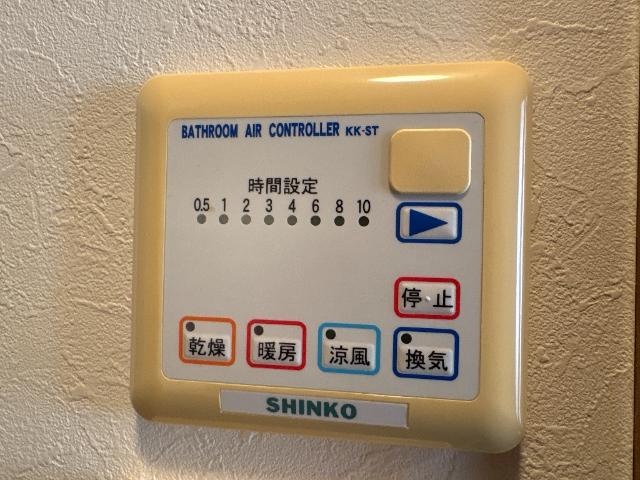 BATHROOM AIR CONTROLLER KK-ST
時間設定
0.5 1 2 3 4 6 8 10
停止
乾燥 暖房 涼風 換気
SHINKO